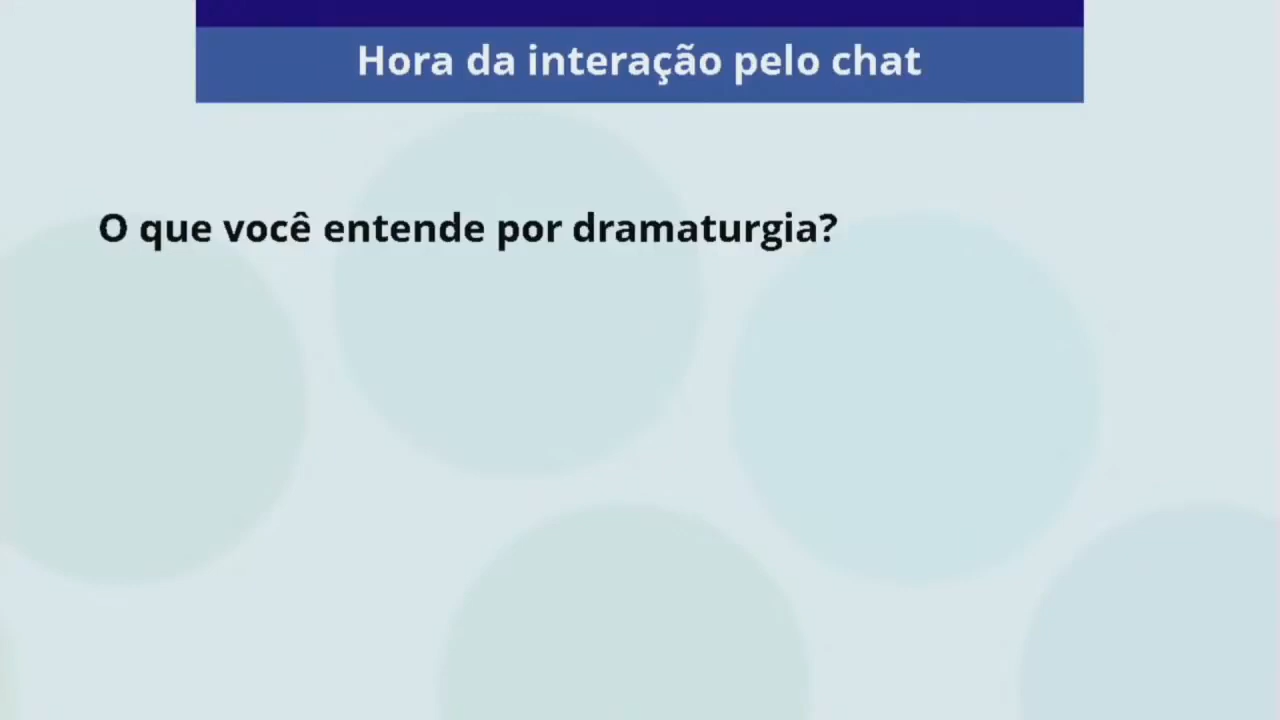 Hora da interação pelo chat
O que você entende por dramaturgia?